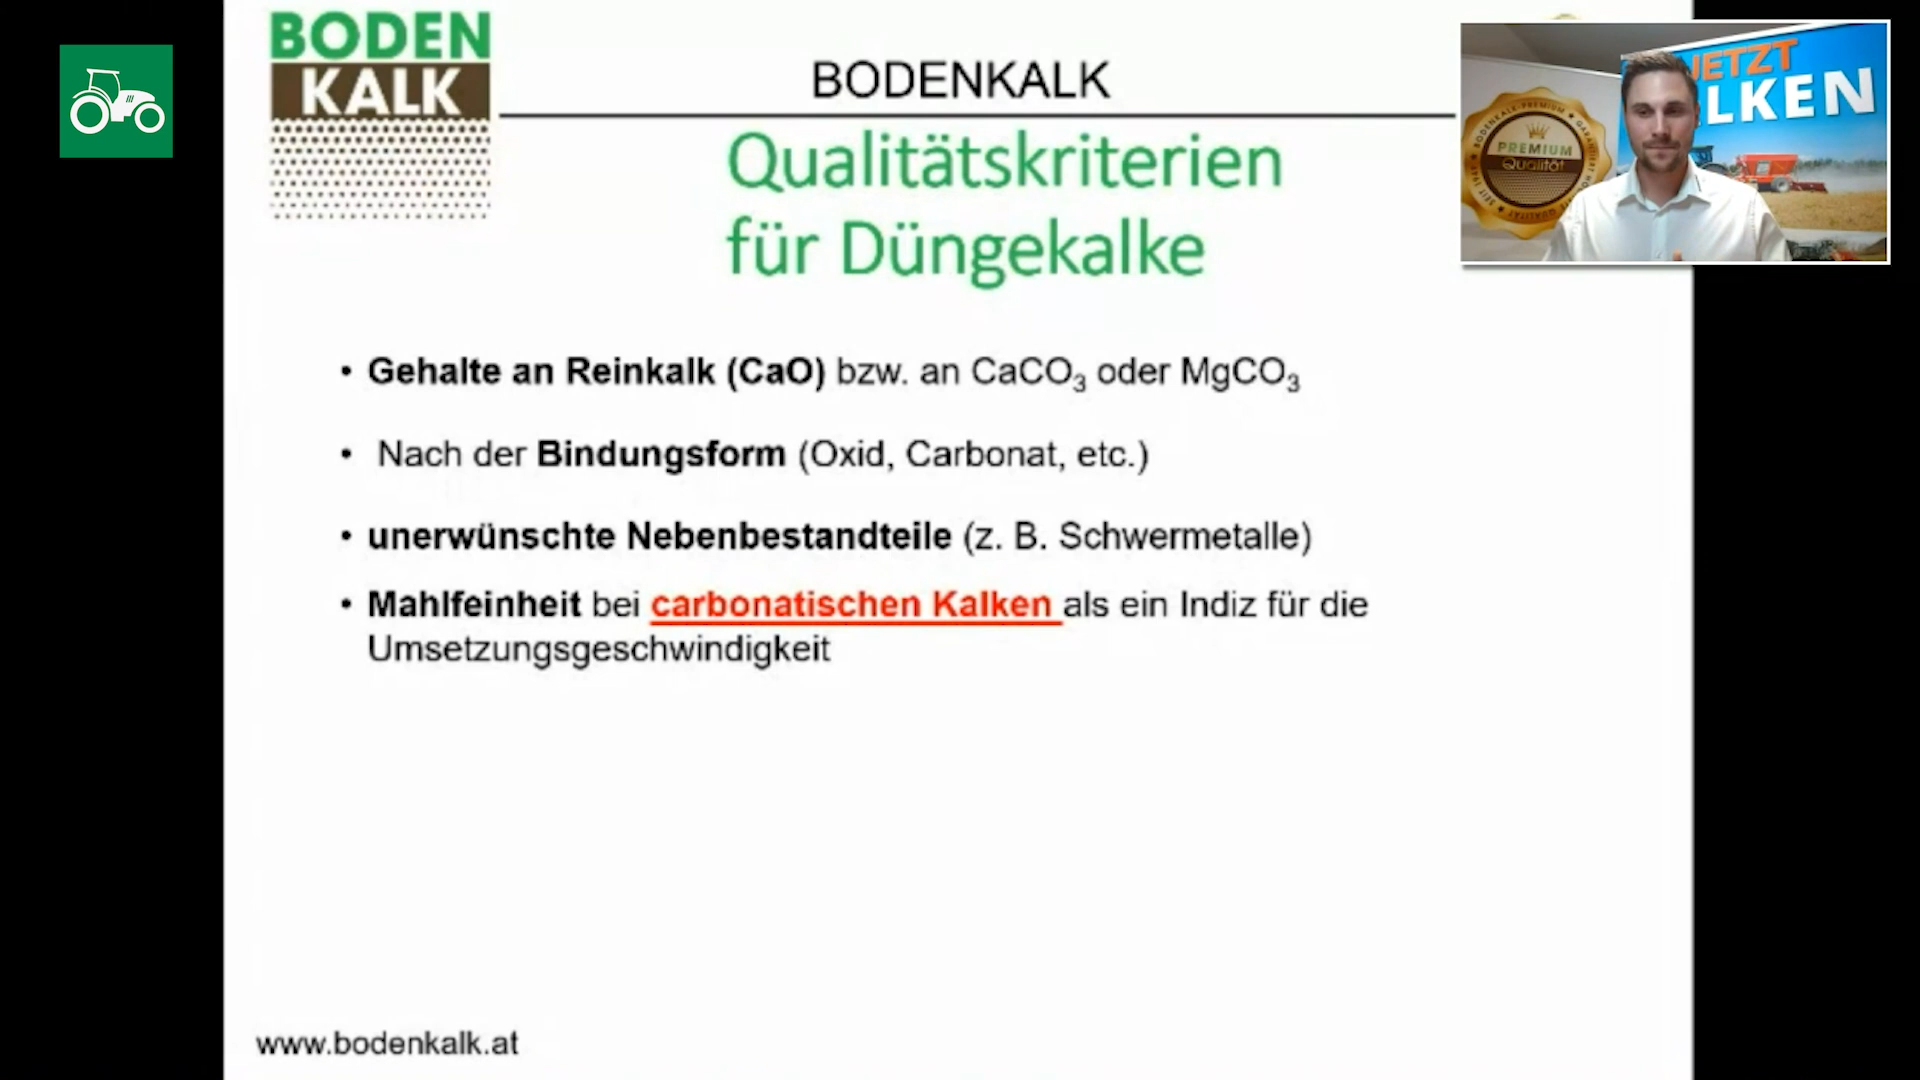 BODEN
KALK
BODENKALK
JETZT
LKEN
PREMIUM
Qualität
Qualitätskriterien
für Düngekalke
• Gehalte an Reinkalk (CaO) bzw. an CaCO₃ oder MgCO₃
• Nach der Bindungsform (Oxid, Carbonat, etc.)
• unerwünschte Nebenbestandteile (z. B. Schwermetalle)
• Mahlfeinheit bei carbonatischen Kalken als ein Indiz für die
Umsetzungsgeschwindigkeit
www.bodenkalk.at